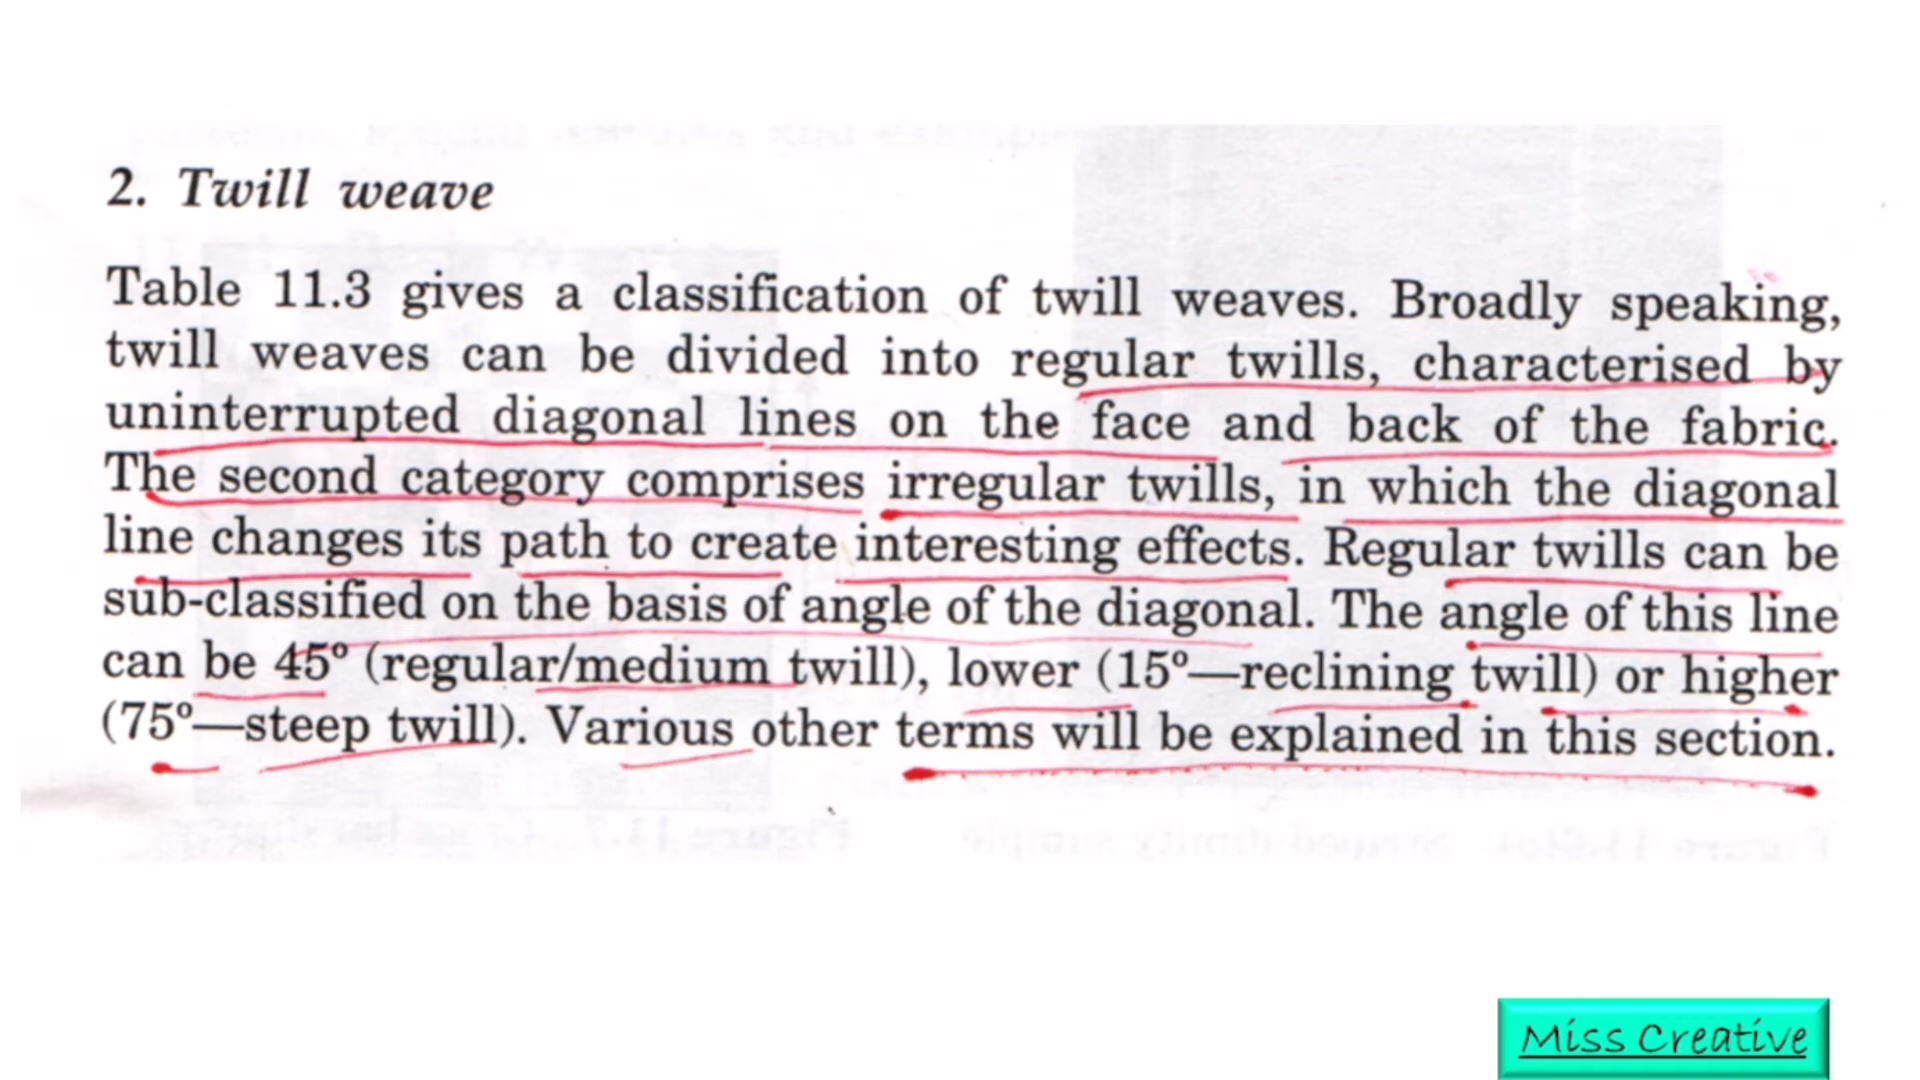 2. Twill weave
Table 11.3 gives a classification of twill weaves. Broadly speaking,
twill weaves can be divided into regular twills, characterised by
uninterrupted diagonal lines on the face and back of the fabric.
The second category comprises irregular twills, in which the diagonal
line changes its path to create interesting effects. Regular twills can be
sub-classified on the basis of angle of the diagonal. The angle of this line
can be 45º (regular/medium twill), lower (15º—reclining twill) or higher
(75º—steep twill). Various other terms will be explained in this section.
Miss Creative